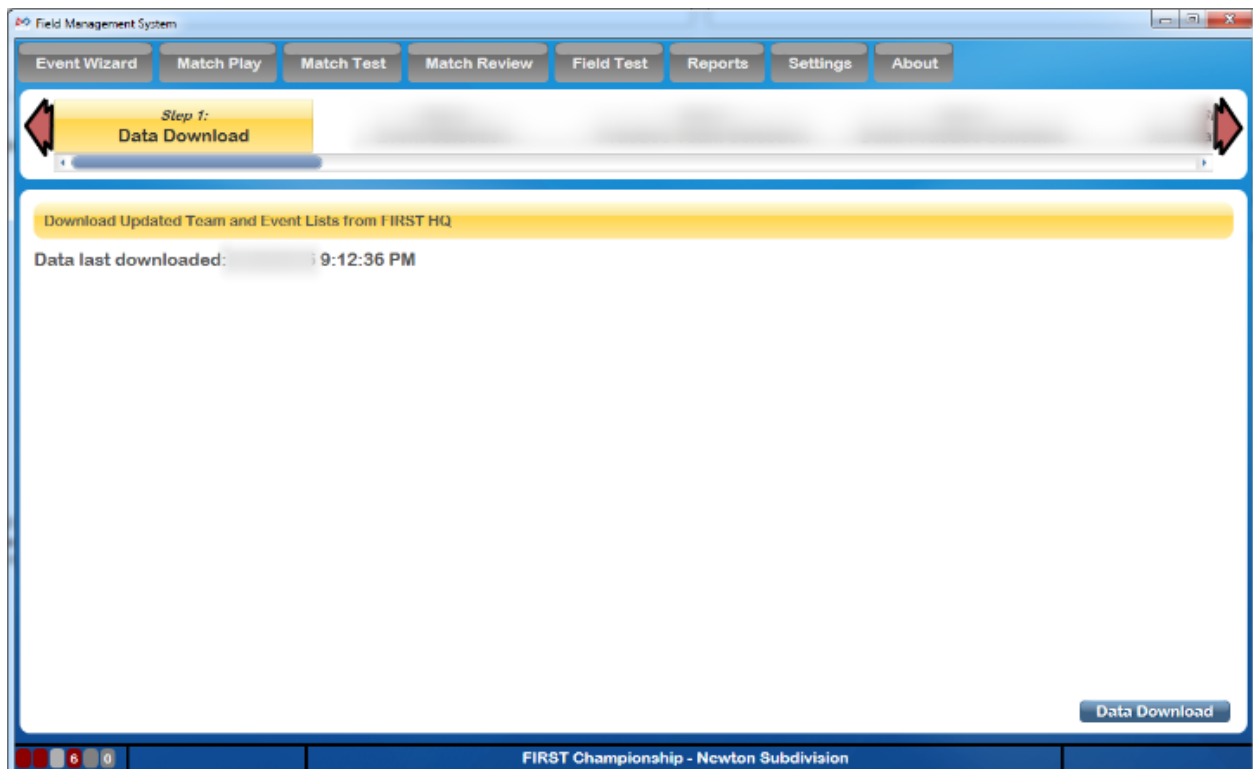 Field Management System
Event Wizard Match Play Match Test Match Review Field Test Reports Settings About
Step 1:
Data Download
Download Updated Team and Event Lists from FIRST HQ
Data last downloaded: 9:12:36 PM
Data Download
6 0 FIRST Championship - Newton Subdivision